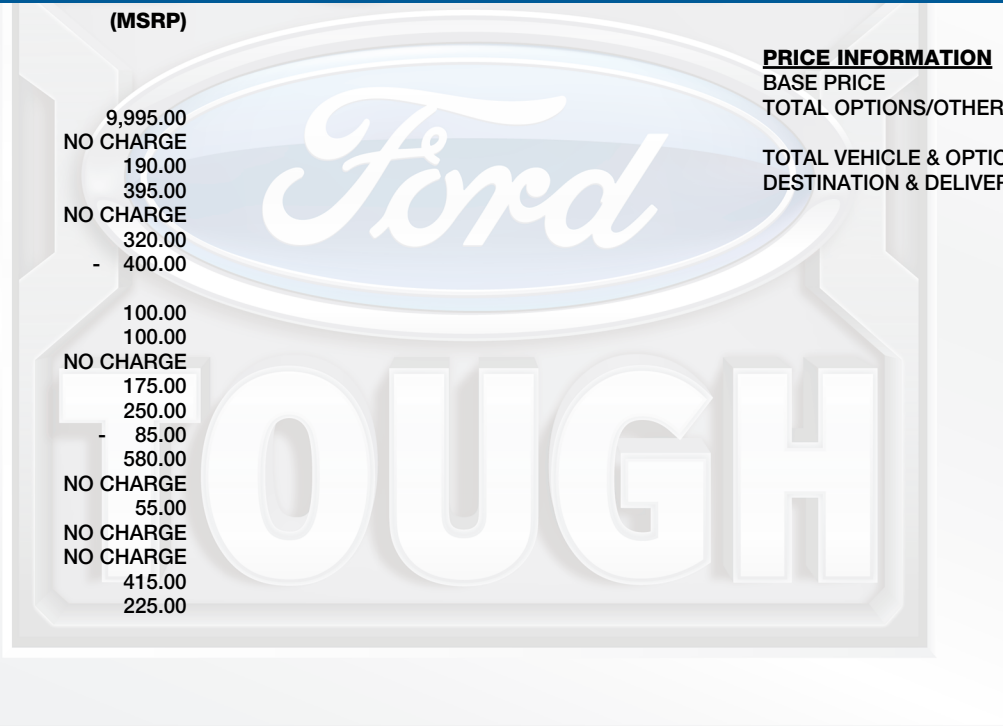 (MSRP)
9,995.00
NO CHARGE
190.00
395.00
NO CHARGE
320.00
- 400.00
100.00
100.00
NO CHARGE
175.00
250.00
- 85.00
580.00
NO CHARGE
55.00
NO CHARGE
NO CHARGE
415.00
225.00
PRICE INFORMATION
BASE PRICE
TOTAL OPTIONS/OTHER
TOTAL VEHICLE & OPTIO
DESTINATION & DELIVER
Ford
TOUGH